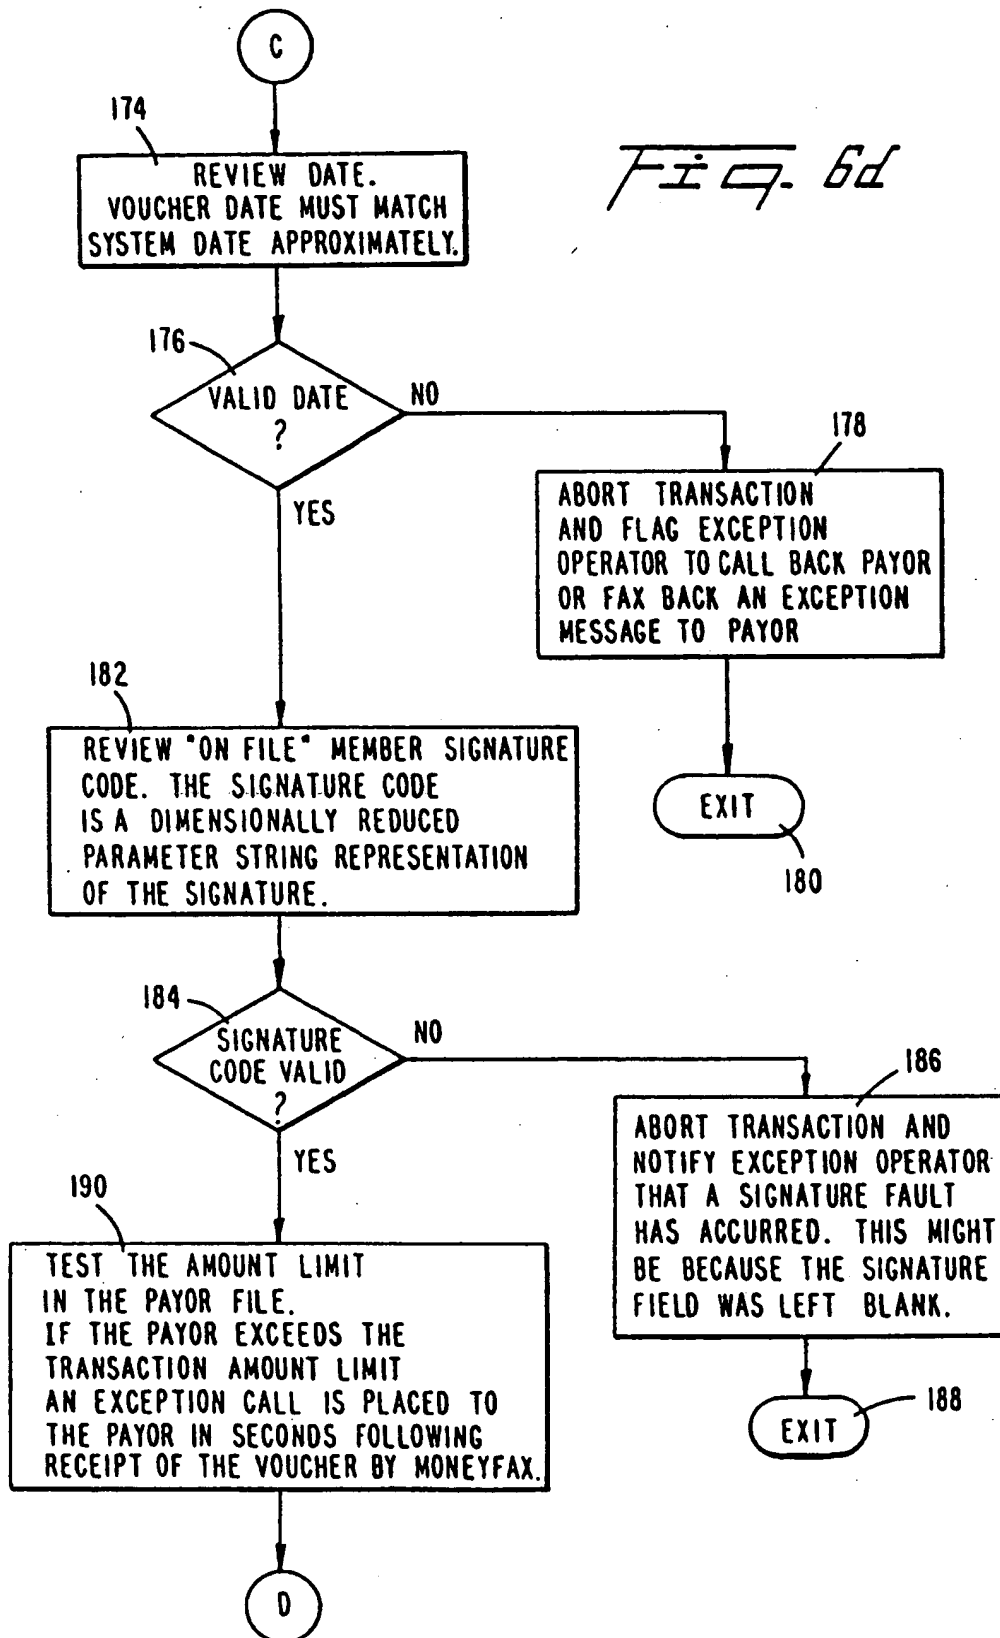 C
174
Fig. 6d
REVIEW DATE.
VOUCHER DATE MUST MATCH
SYSTEM DATE APPROXIMATELY.
176
VALID DATE
?
NO
YES
178
ABORT TRANSACTION
AND FLAG EXCEPTION
OPERATOR TO CALL BACK PAYOR
OR FAX BACK AN EXCEPTION
MESSAGE TO PAYOR
EXIT
180
182
REVIEW "ON FILE" MEMBER SIGNATURE
CODE. THE SIGNATURE CODE
IS A DIMENSIONALLY REDUCED
PARAMETER STRING REPRESENTATION
OF THE SIGNATURE.
184
SIGNATURE
CODE VALID
?
NO
YES
186
ABORT TRANSACTION AND
NOTIFY EXCEPTION OPERATOR
THAT A SIGNATURE FAULT
HAS ACCURRED. THIS MIGHT
BE BECAUSE THE SIGNATURE
FIELD WAS LEFT BLANK.
EXIT
188
190
TEST THE AMOUNT LIMIT
IN THE PAYOR FILE.
IF THE PAYOR EXCEEDS THE
TRANSACTION AMOUNT LIMIT
AN EXCEPTION CALL IS PLACED TO
THE PAYOR IN SECONDS FOLLOWING
RECEIPT OF THE VOUCHER BY MONEYFAX.
D